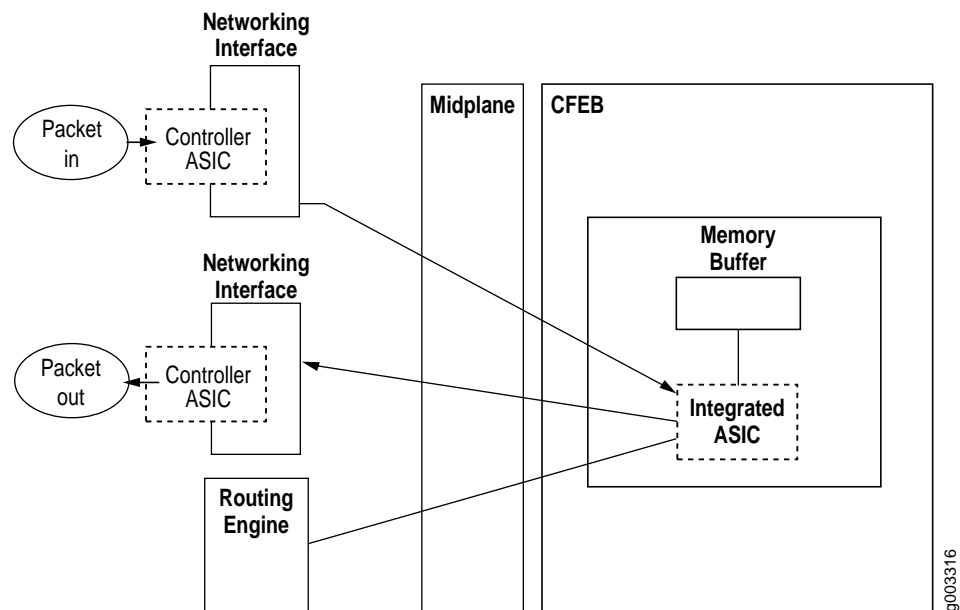 Networking
Interface
Midplane
CFEB
Packet
in
Controller
ASIC
Memory
Buffer
Networking
Interface
Packet
out
Controller
ASIC
Integrated
ASIC
Routing
Engine
g003316